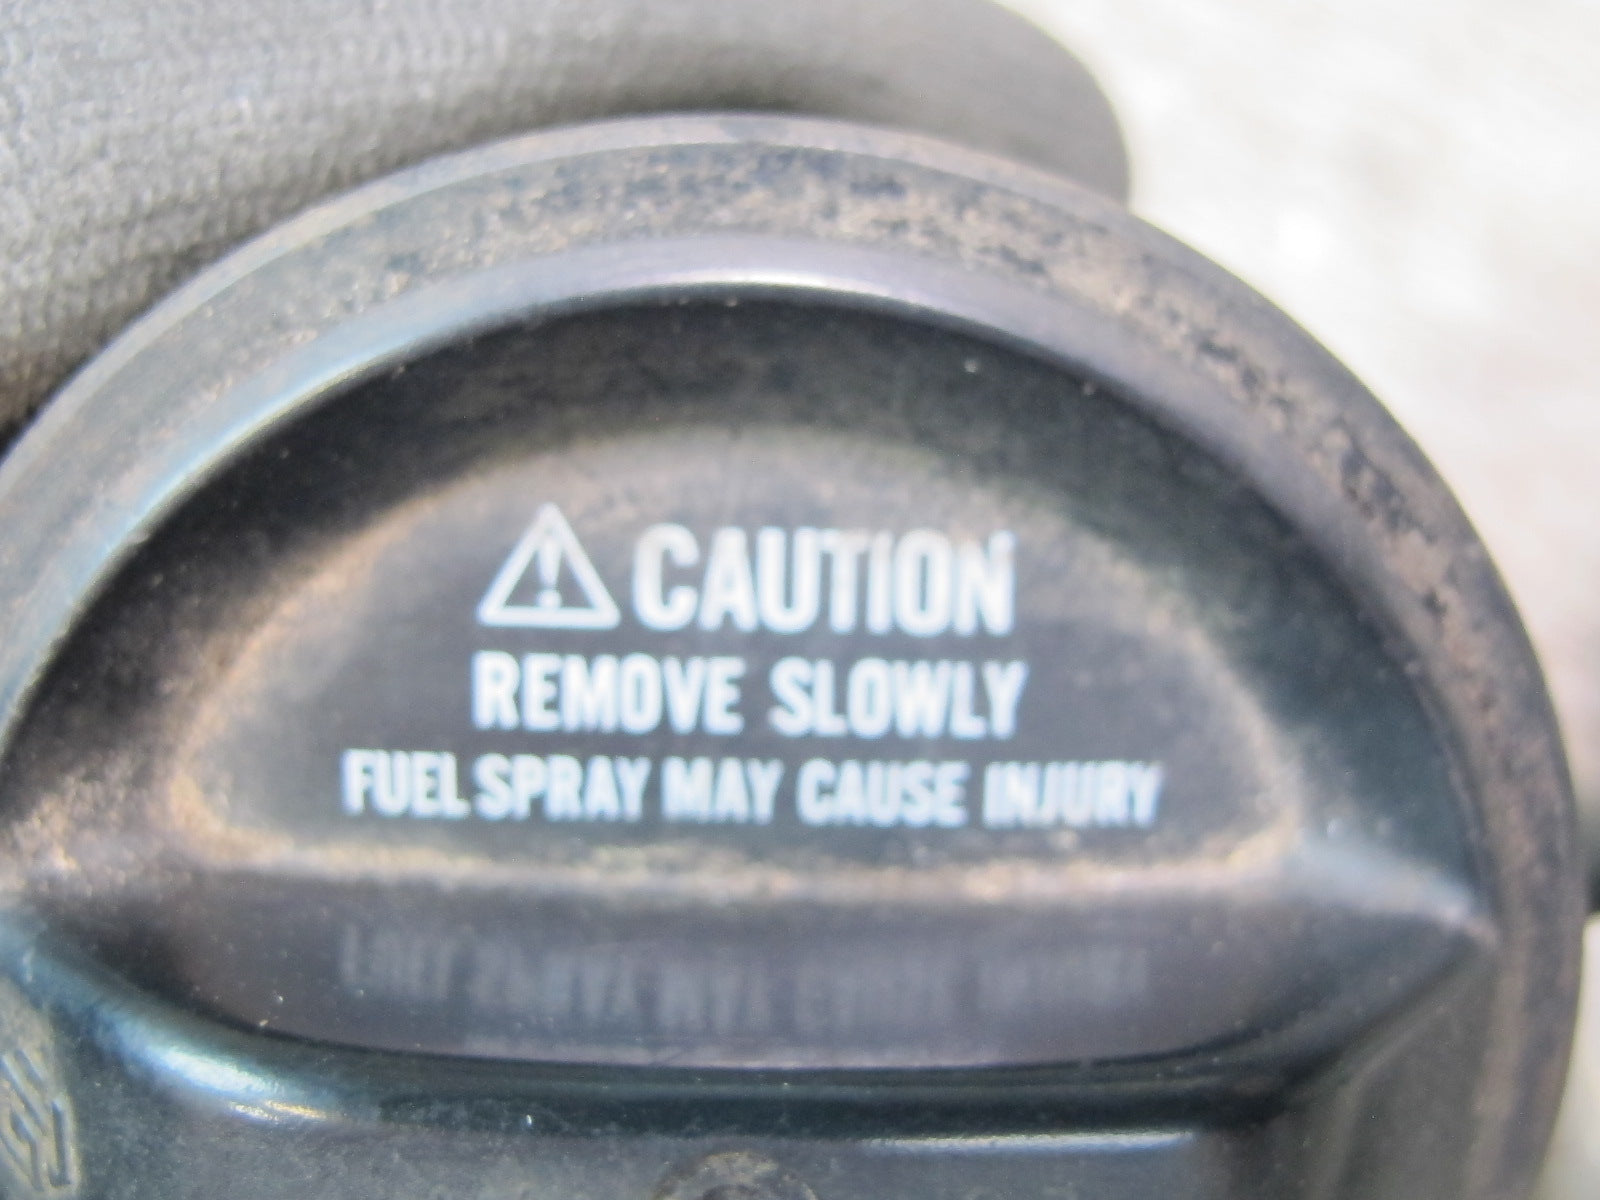 CAUTION
REMOVE SLOWLY
FUEL SPRAY MAY CAUSE INJURY